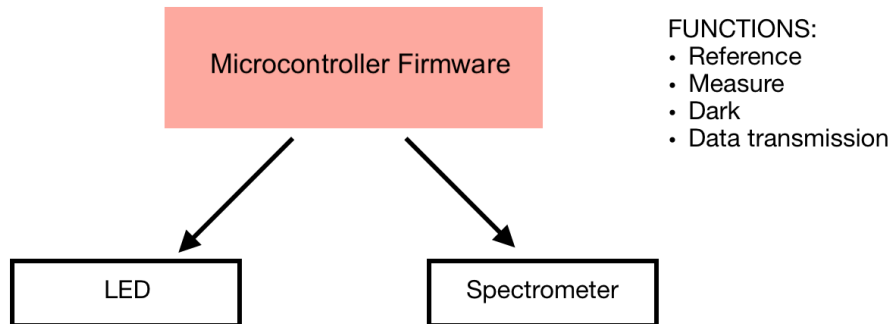 Microcontroller Firmware
FUNCTIONS:
• Reference
• Measure
• Dark
• Data transmission
LED
Spectrometer